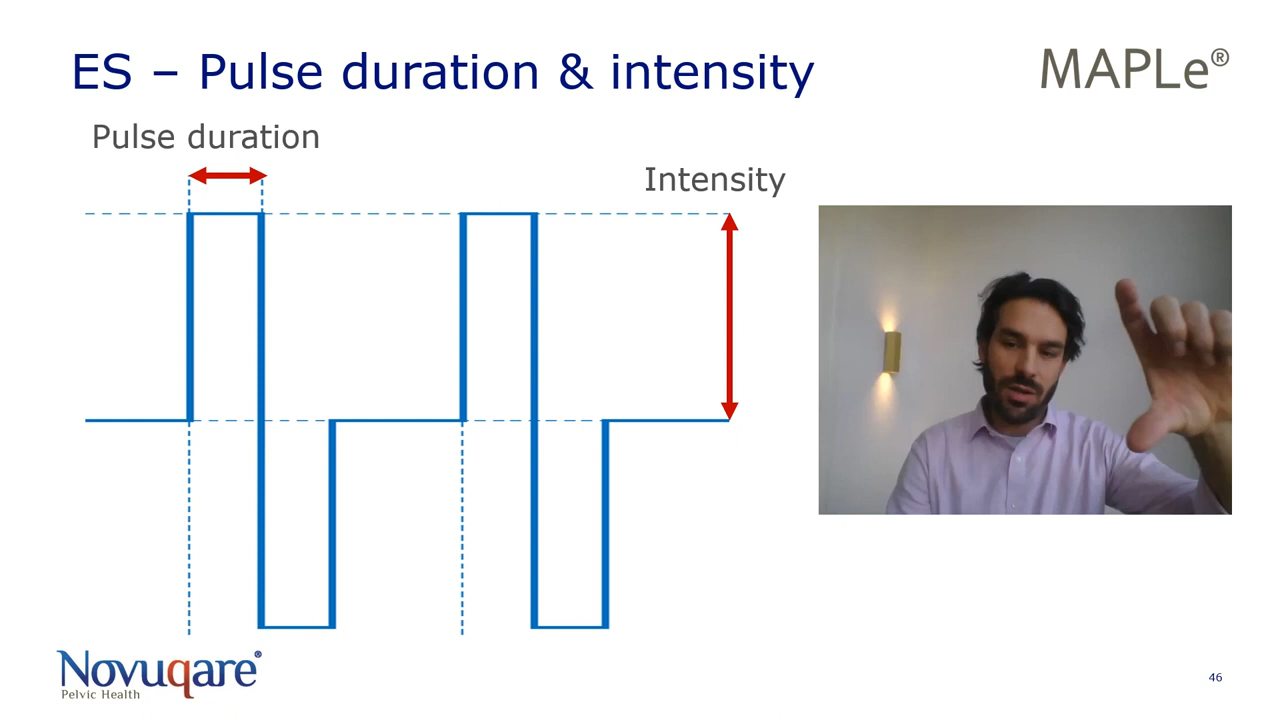 ES – Pulse duration & intensity
MAPLe®
Pulse duration
Intensity
Novuqare®
Pelvic Health
46